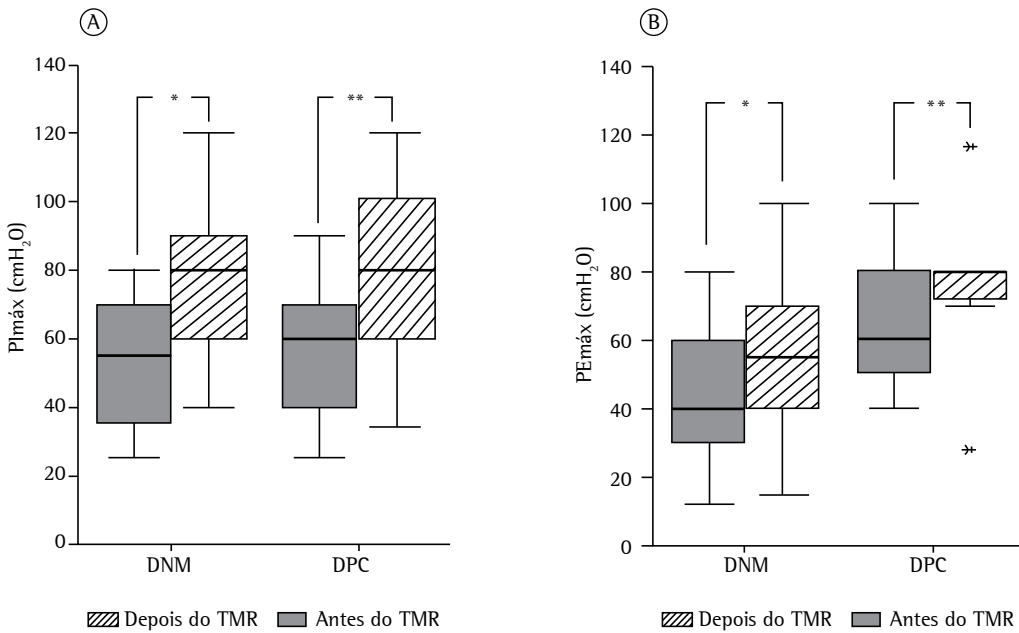 A
140
120
100
80
60
40
20
0
PImáx (cmH₂O)
*
**
DNM
DPC
Depois do TMR
Antes do TMR
B
140
120
100
80
60
40
20
0
PEmáx (cmH₂O)
*
**
DNM
DPC
Depois do TMR
Antes do TMR